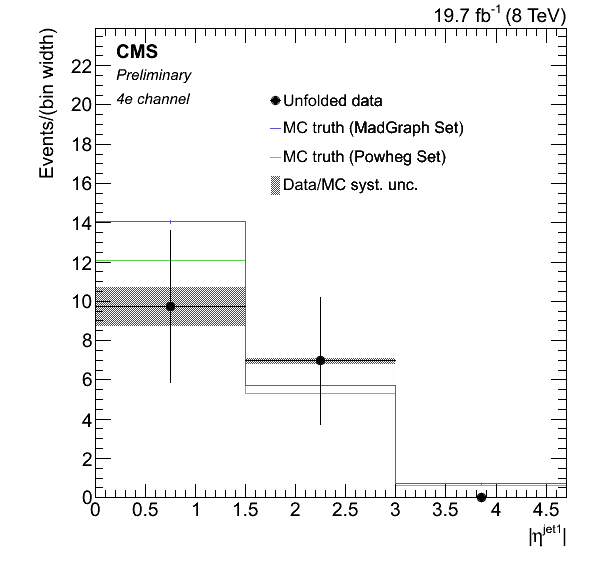 19.7 fb⁻¹ (8 TeV)
CMS
Preliminary
4e channel
Unfolded data
MC truth (MadGraph Set)
MC truth (Powheg Set)
Data/MC syst. unc.
Events/(bin width)
22
20
18
16
14
12
10
8
6
4
2
0
0 0.5 1 1.5 2 2.5 3 3.5 4 4.5
|η^jet1|